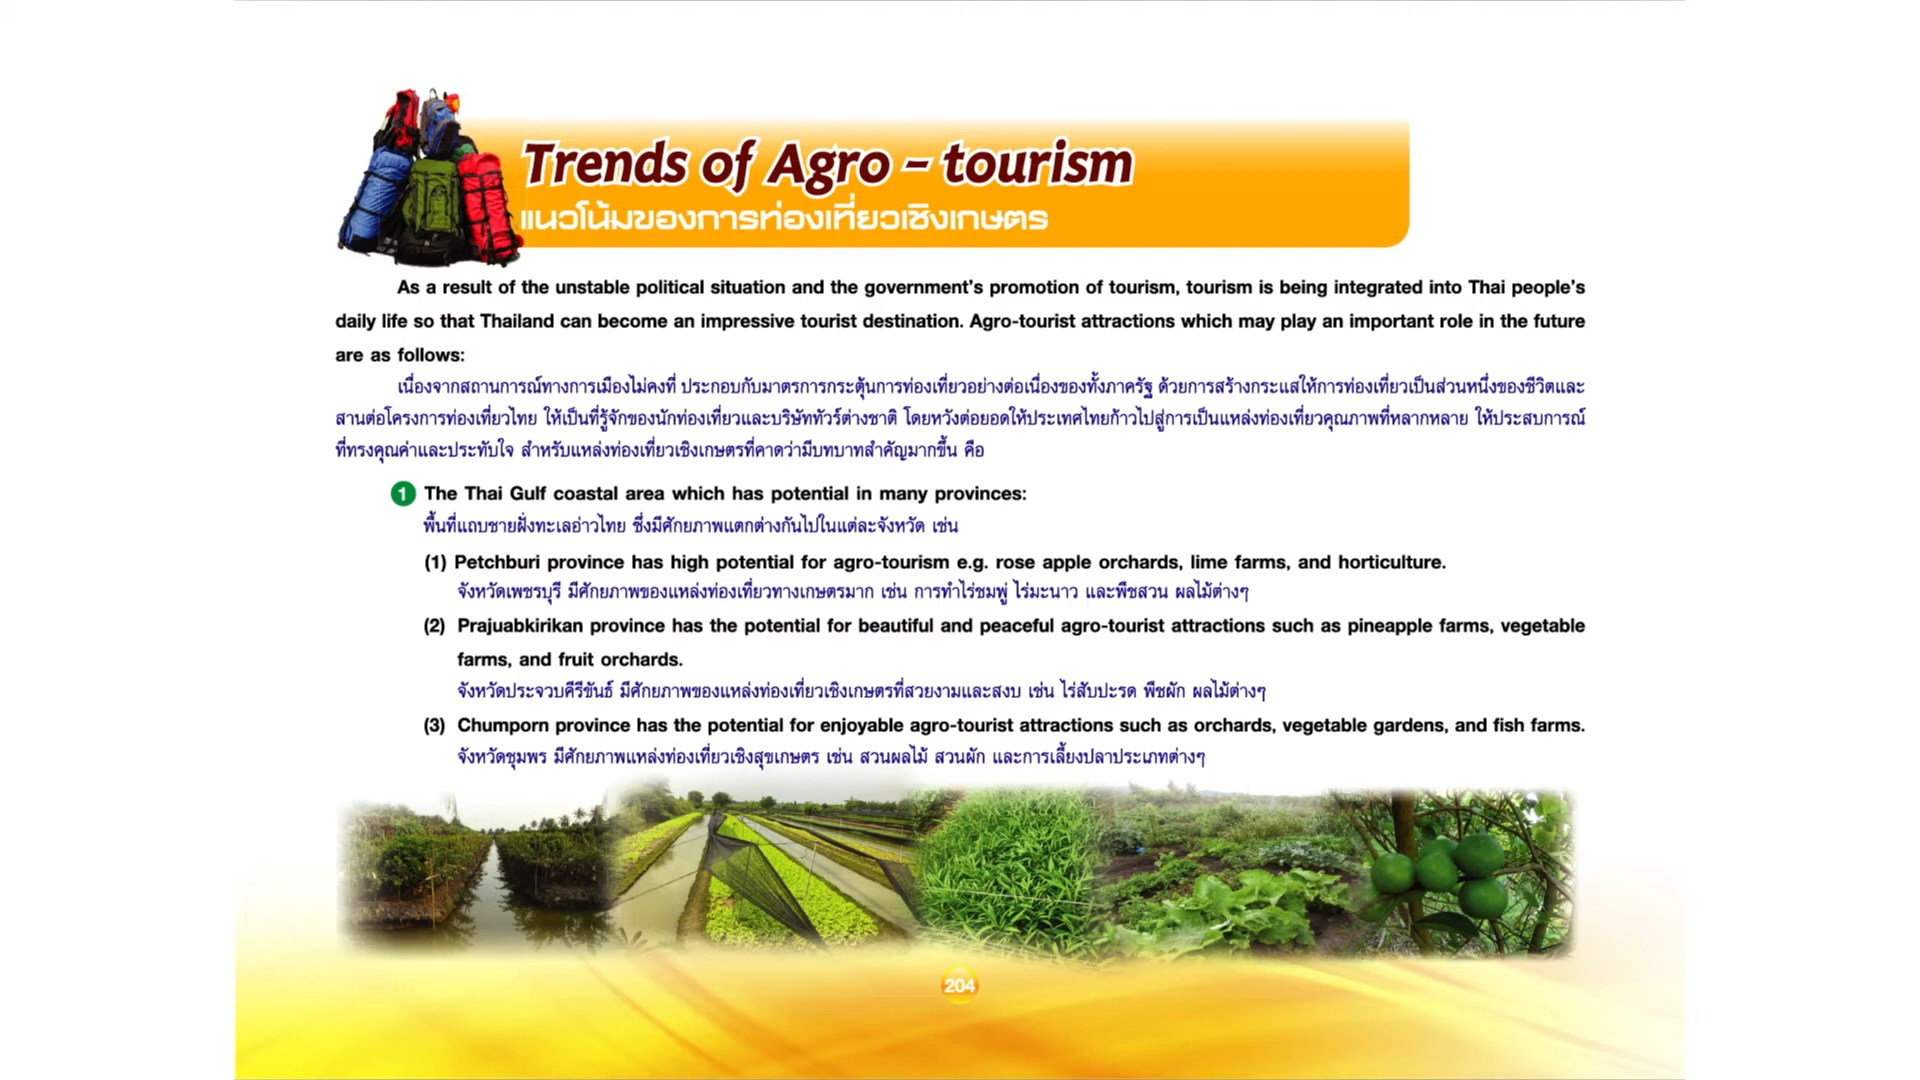 Trends of Agro - tourism
แนวโน้มของการท่องเที่ยวเชิงเกษตร
As a result of the unstable political situation and the government's promotion of tourism, tourism is being integrated into Thai people's
daily life so that Thailand can become an impressive tourist destination. Agro-tourist attractions which may play an important role in the future
are as follows:
เนื่องจากสถานการณ์ทางการเมืองไม่คงที่ ประกอบกับมาตรการกระตุ้นการท่องเที่ยวอย่างต่อเนื่องของทั้งภาครัฐ ด้วยการสร้างกระแสให้การท่องเที่ยวเป็นส่วนหนึ่งของชีวิตและ
สานต่อโครงการท่องเที่ยวไทย ให้เป็นที่รู้จักของนักท่องเที่ยวและบริษัททัวร์ต่างชาติ โดยหวังต่อยอดให้ประเทศไทยก้าวไปสู่การเป็นแหล่งท่องเที่ยวคุณภาพที่หลากหลาย ให้ประสบการณ์
ที่ทรงคุณค่าและประทับใจ สำหรับแหล่งท่องเที่ยวเชิงเกษตรที่คาดว่ามีบทบาทสำคัญมากขึ้น คือ
1 The Thai Gulf coastal area which has potential in many provinces:
พื้นที่แถบชายฝั่งทะเลอ่าวไทย ซึ่งมีศักยภาพแตกต่างกันไปในแต่ละจังหวัด เช่น
(1) Petchburi province has high potential for agro-tourism e.g. rose apple orchards, lime farms, and horticulture.
จังหวัดเพชรบุรี มีศักยภาพของแหล่งท่องเที่ยวทางเกษตรมาก เช่น การทำไร่ชมพู่ ไร่มะนาว และพืชสวน ผลไม้ต่างๆ
(2) Prajuabkirikan province has the potential for beautiful and peaceful agro-tourist attractions such as pineapple farms, vegetable
farms, and fruit orchards.
จังหวัดประจวบคีรีขันธ์ มีศักยภาพของแหล่งท่องเที่ยวเชิงเกษตรที่สวยงามและสงบ เช่น ไร่สับปะรด พืชผัก ผลไม้ต่างๆ
(3) Chumporn province has the potential for enjoyable agro-tourist attractions such as orchards, vegetable gardens, and fish farms.
จังหวัดชุมพร มีศักยภาพแหล่งท่องเที่ยวเชิงสุขเกษตร เช่น สวนผลไม้ สวนผัก และการเลี้ยงปลาประเภทต่างๆ
204